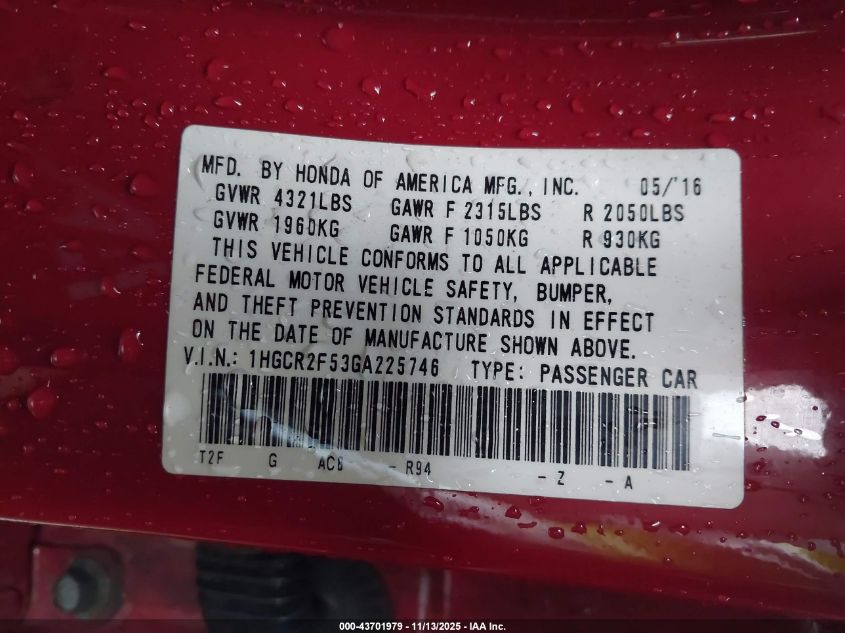 MFD. BY HONDA OF AMERICA MFG., INC. 05/'16
GVWR 4321LBS GAWR F 2315LBS R 2050LBS
GVWR 1960KG GAWR F 1050KG R 930KG
THIS VEHICLE CONFORMS TO ALL APPLICABLE
FEDERAL MOTOR VEHICLE SAFETY, BUMPER,
AND THEFT PREVENTION STANDARDS IN EFFECT
ON THE DATE OF MANUFACTURE SHOWN ABOVE.
V.I.N.: 1HGCR2F53GA225746 TYPE: PASSENGER CAR
T2F G AC6 - R94 - Z - A
000-43701979 - 11/13/2025 - IAA Inc.